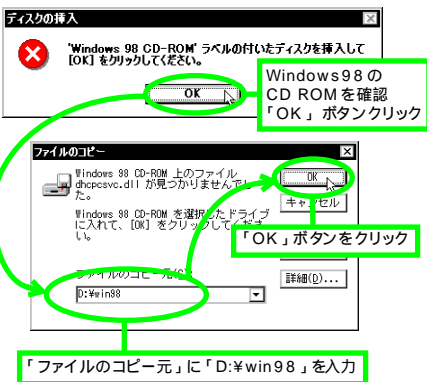 ディスクの挿入
'Windows 98 CD-ROM' ラベルの付いたディスクを挿入して
[OK] をクリックしてください。
OK
Windows98の
CD ROMを確認
「OK」ボタンクリック
ファイルのコピー
Windows 98 CD-ROM 上のファイル
dhcpcsvc.dll が見つかりませんでし
た。
Windows 98 CD-ROM を選択したドライブ
に入れて、[OK] をクリックしてくださ
い。
OK
キャンセル
「OK」ボタンをクリック
ファイルのコピー元(C):
D:¥win98
詳細(D)...
「ファイルのコピー元」に「D:¥win98」を入力